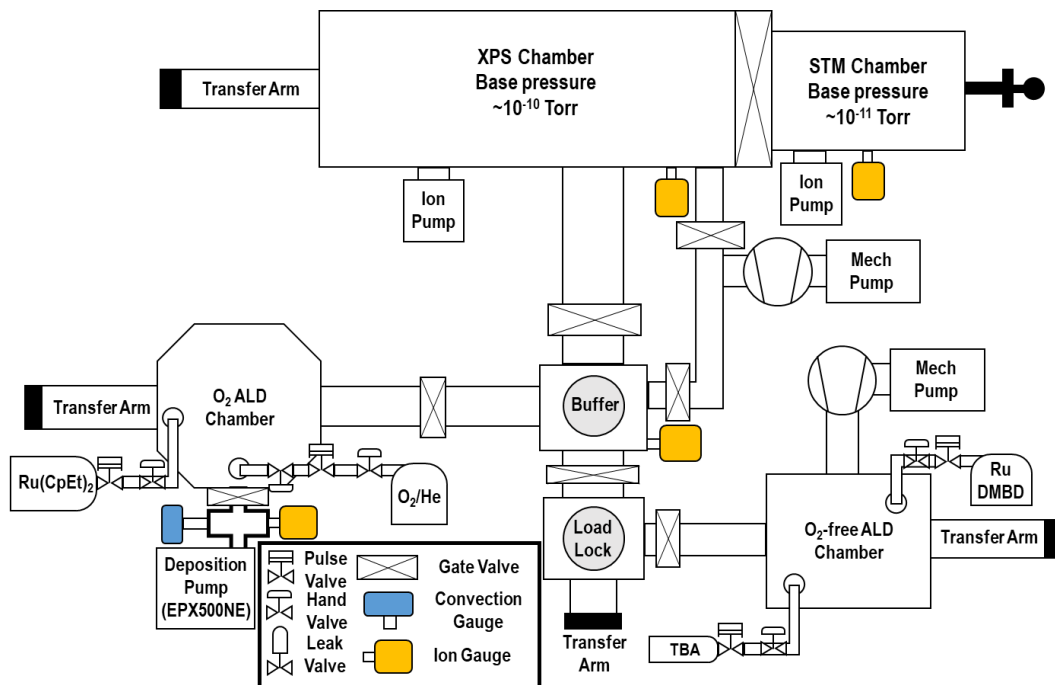 XPS Chamber
Base pressure
~10⁻¹⁰ Torr
STM Chamber
Base pressure
~10⁻¹¹ Torr
Transfer Arm
Ion
Pump
Ion
Pump
Mech
Pump
O₂ ALD
Chamber
Transfer Arm
Buffer
Mech
Pump
Ru(CpEt)₂
O₂/He
Ru
DMBD
Load
Lock
O₂-free ALD
Chamber
Transfer Arm
Deposition
Pump
(EPX500NE)
Pulse
Valve
Gate Valve
Hand
Valve
Convection
Gauge
Leak
Valve
Ion Gauge
Transfer
Arm
TBA